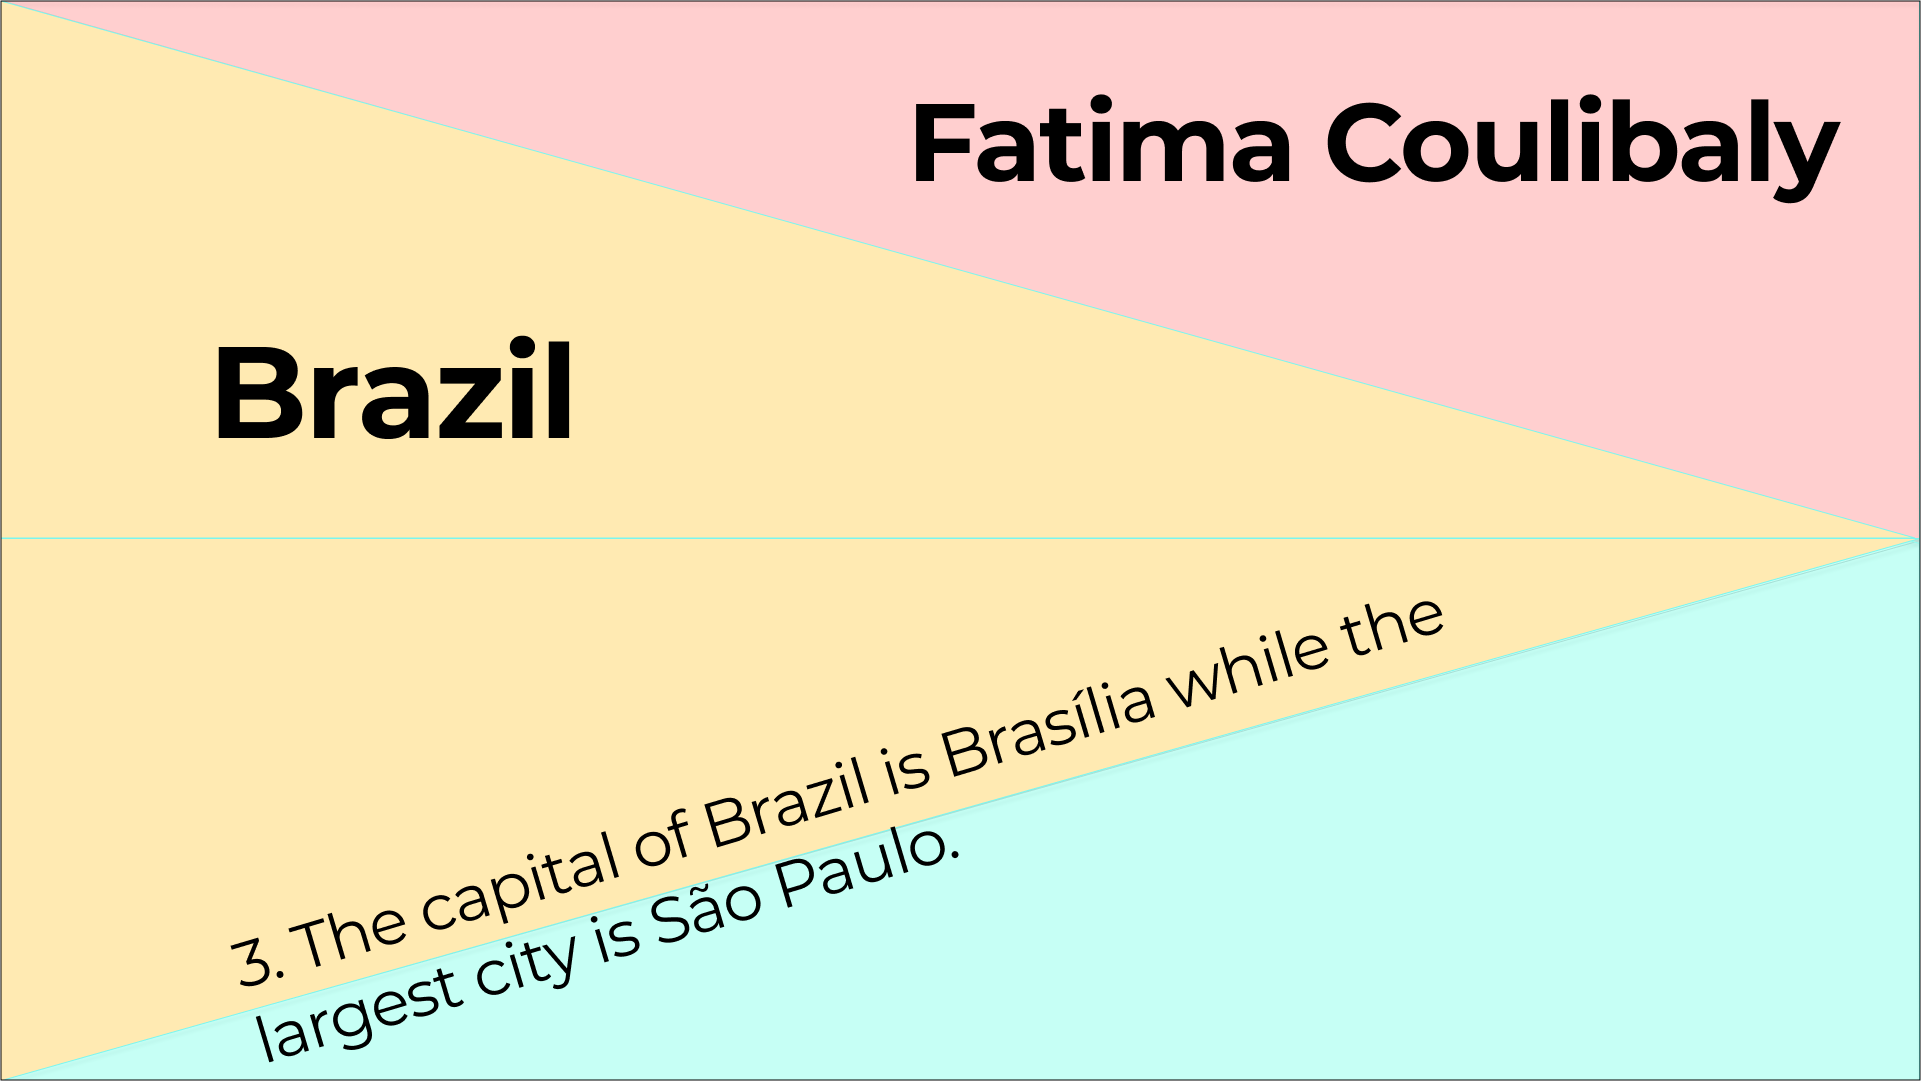 Fatima Coulibaly
Brazil
3. The capital of Brazil is Brasília while the
largest city is São Paulo.